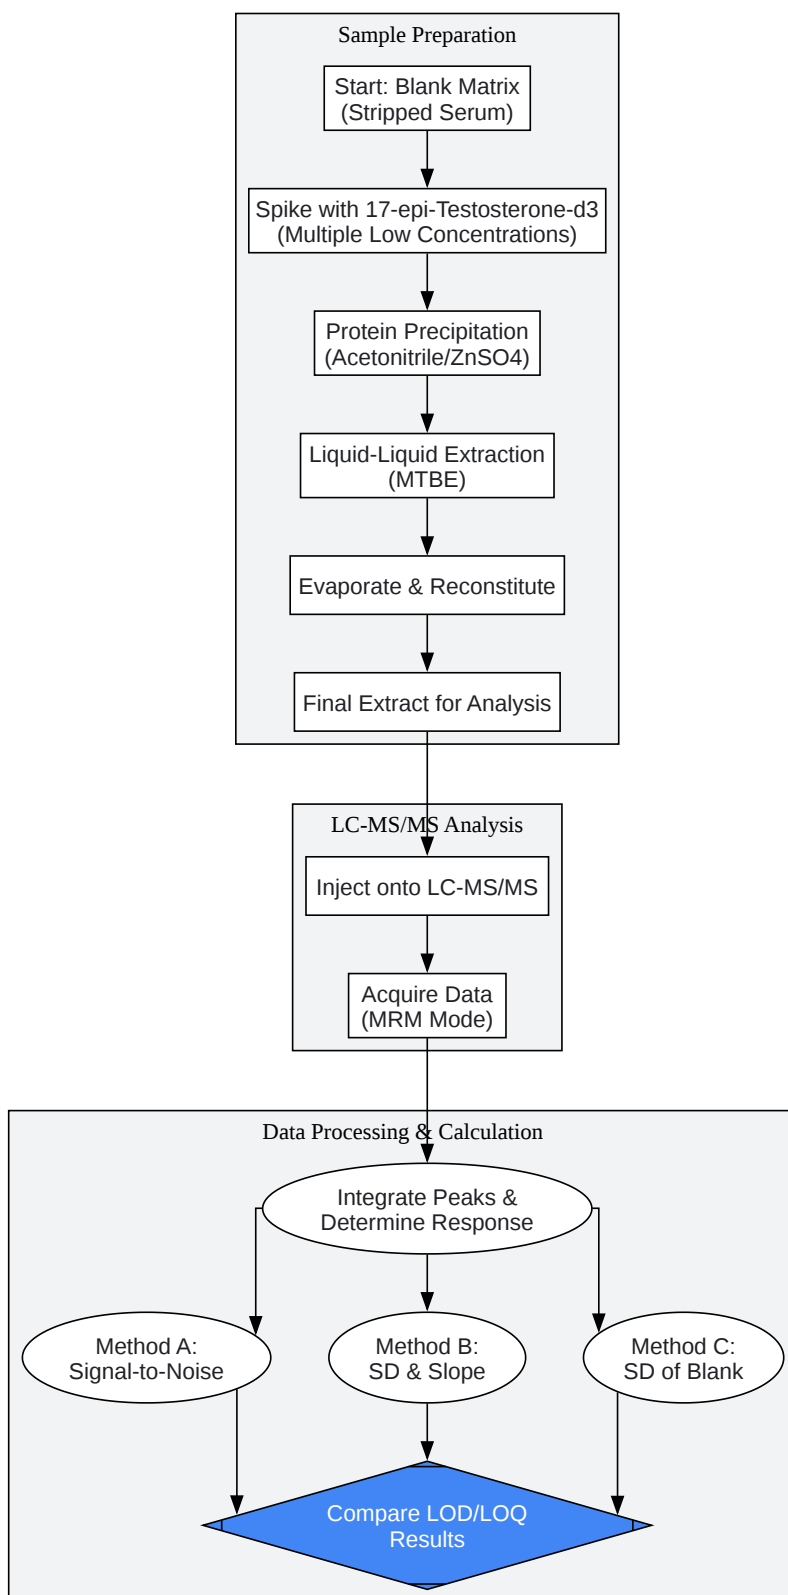 Sample Preparation
Start: Blank Matrix
(Stripped Serum)
Spike with 17-epi-Testosterone-d3
(Multiple Low Concentrations)
Protein Precipitation
(Acetonitrile/ZnSO4)
Liquid-Liquid Extraction
(MTBE)
Evaporate & Reconstitute
Final Extract for Analysis
LC-MS/MS Analysis
Inject onto LC-MS/MS
Acquire Data
(MRM Mode)
Data Processing & Calculation
Integrate Peaks &
Determine Response
Method A:
Signal-to-Noise
Method B:
SD & Slope
Method C:
SD of Blank
Compare LOD/LOQ
Results